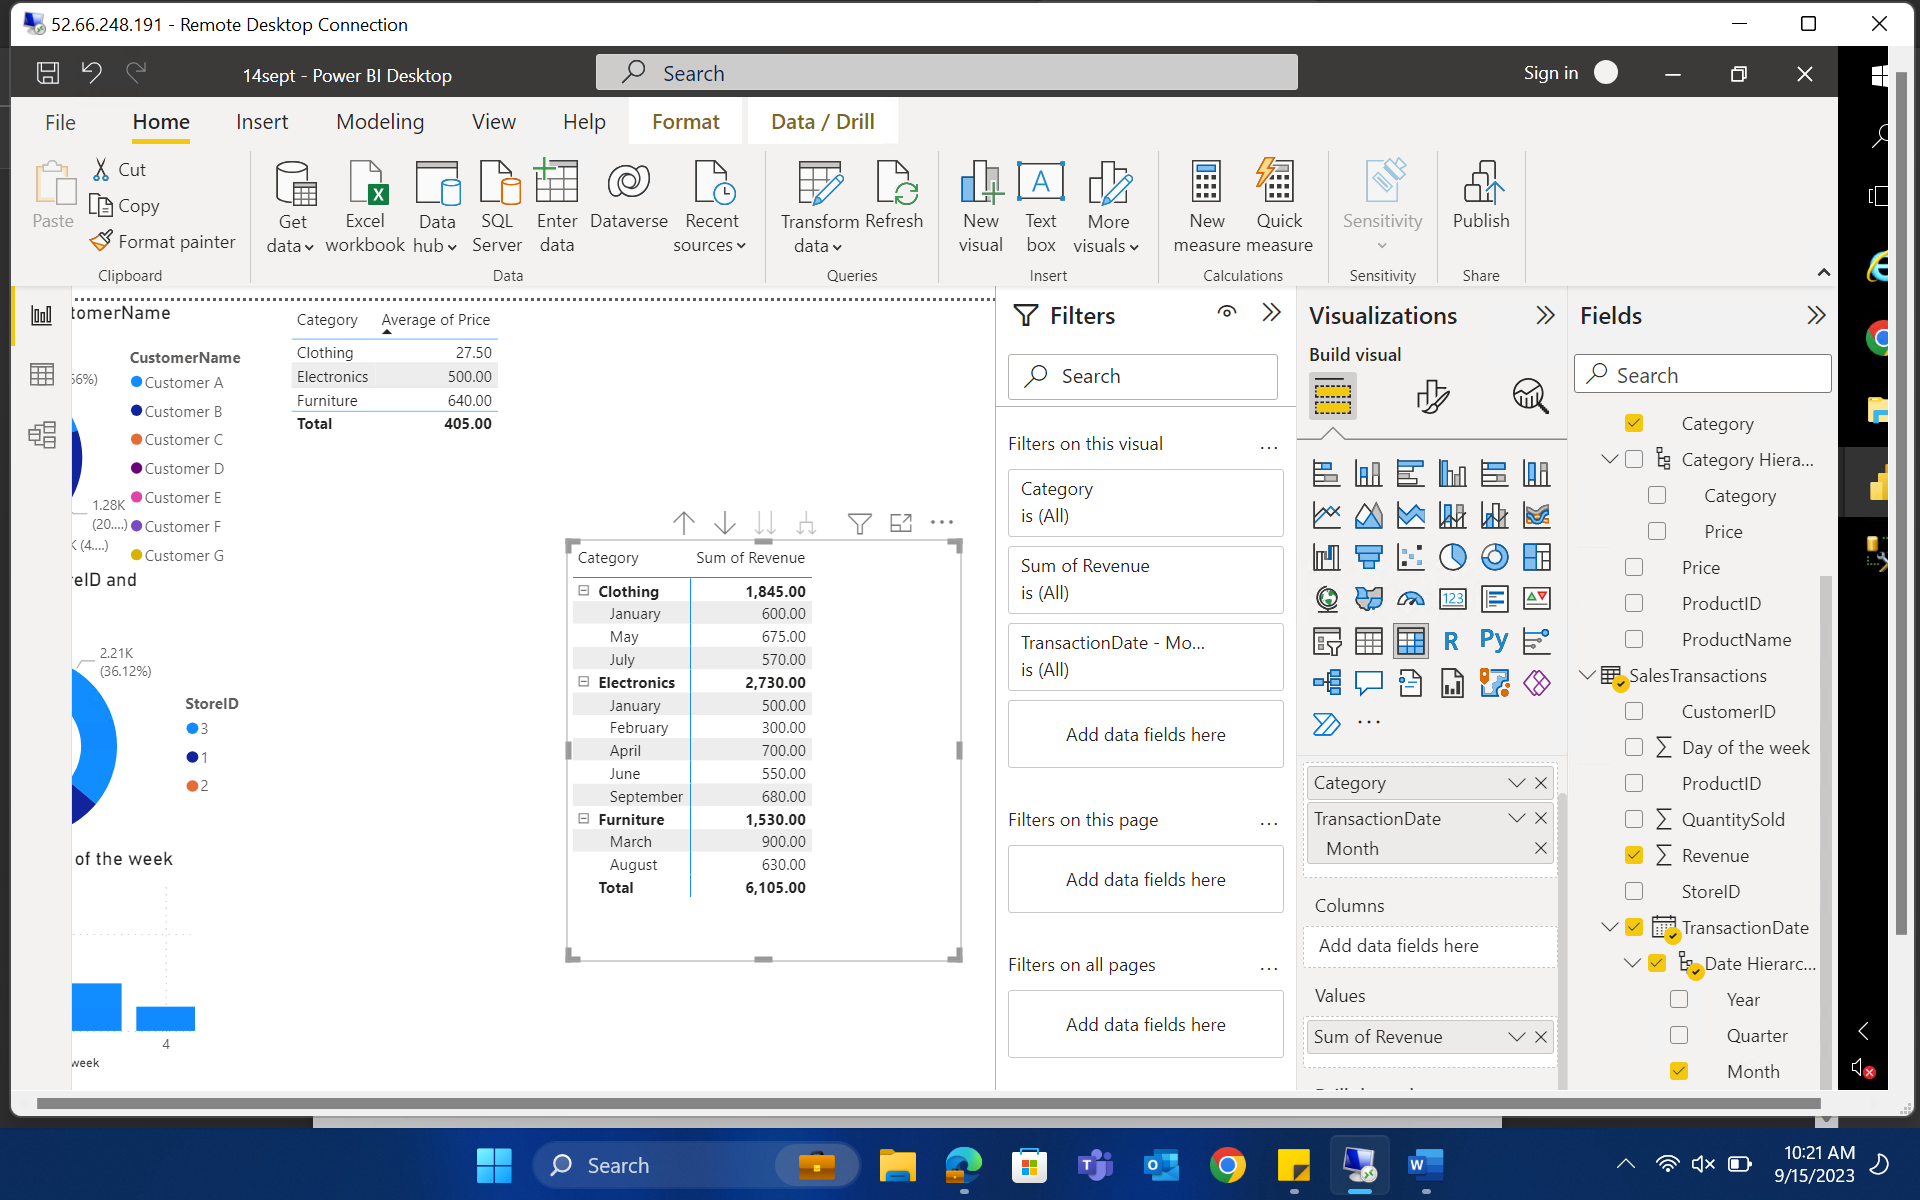 52.66.248.191 - Remote Desktop Connection
14sept - Power BI Desktop
Search
Sign in
File
Home
Insert
Modeling
View
Help
Format
Data / Drill
Paste
Cut
Copy
Format painter
Clipboard
Get data
Excel workbook
Data hub
SQL Server
Enter data
Dataverse
Recent sources
Data
Transform data
Refresh
Queries
New visual
Text box
More visuals
Insert
New measure
Quick measure
Calculations
Sensitivity
Sensitivity
Publish
Share
tomerName
56%)
CustomerName
Customer A
Customer B
Customer C
Customer D
Customer E
Customer F
Customer G
1.28K
(20....)
K (4....)
Category Average of Price
Clothing 27.50
Electronics 500.00
Furniture 640.00
Total 405.00
reID and
2.21K
(36.12%)
StoreID
3
1
2
of the week
4
week
Category Sum of Revenue
Clothing 1,845.00
January 600.00
May 675.00
July 570.00
Electronics 2,730.00
January 500.00
February 300.00
April 700.00
June 550.00
September 680.00
Furniture 1,530.00
March 900.00
August 630.00
Total 6,105.00
Filters
Search
Filters on this visual ...
Category
is (All)
Sum of Revenue
is (All)
TransactionDate - Mo...
is (All)
Add data fields here
Filters on this page ...
Add data fields here
Filters on all pages ...
Add data fields here
Visualizations
Build visual
123
R
Py
...
Category
TransactionDate
Month
Columns
Add data fields here
Values
Sum of Revenue
Fields
Search
Category
Category Hiera...
Category
Price
Price
ProductID
ProductName
SalesTransactions
CustomerID
Day of the week
ProductID
QuantitySold
Revenue
StoreID
TransactionDate
Date Hierarc...
Year
Quarter
Month
Search
10:21 AM
9/15/2023